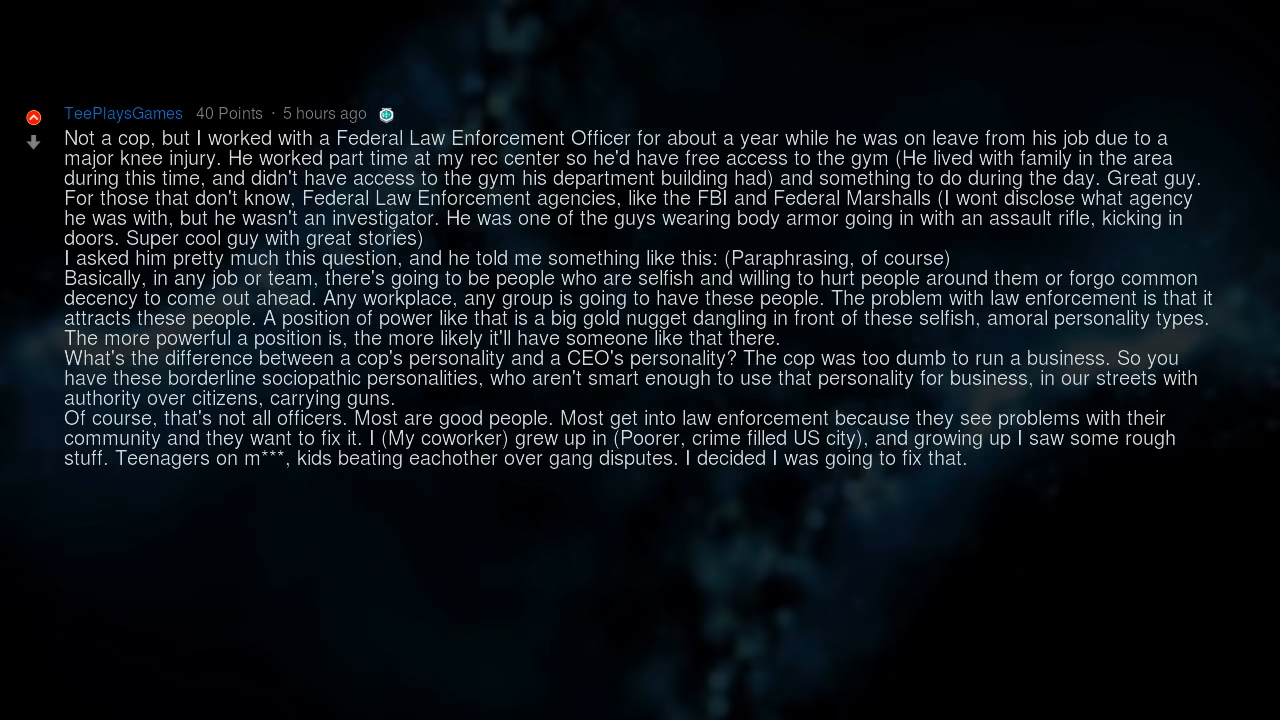 TeePlaysGames 40 Points · 5 hours ago
Not a cop, but I worked with a Federal Law Enforcement Officer for about a year while he was on leave from his job due to a
major knee injury. He worked part time at my rec center so he'd have free access to the gym (He lived with family in the area
during this time, and didn't have access to the gym his department building had) and something to do during the day. Great guy.
For those that don't know, Federal Law Enforcement agencies, like the FBI and Federal Marshalls (I wont disclose what agency
he was with, but he wasn't an investigator. He was one of the guys wearing body armor going in with an assault rifle, kicking in
doors. Super cool guy with great stories)
I asked him pretty much this question, and he told me something like this: (Paraphrasing, of course)
Basically, in any job or team, there's going to be people who are selfish and willing to hurt people around them or forgo common
decency to come out ahead. Any workplace, any group is going to have these people. The problem with law enforcement is that it
attracts these people. A position of power like that is a big gold nugget dangling in front of these selfish, amoral personality types.
The more powerful a position is, the more likely it'll have someone like that there.
What's the difference between a cop's personality and a CEO's personality? The cop was too dumb to run a business. So you
have these borderline sociopathic personalities, who aren't smart enough to use that personality for business, in our streets with
authority over citizens, carrying guns.
Of course, that's not all officers. Most are good people. Most get into law enforcement because they see problems with their
community and they want to fix it. I (My coworker) grew up in (Poorer, crime filled US city), and growing up I saw some rough
stuff. Teenagers on m***, kids beating eachother over gang disputes. I decided I was going to fix that.